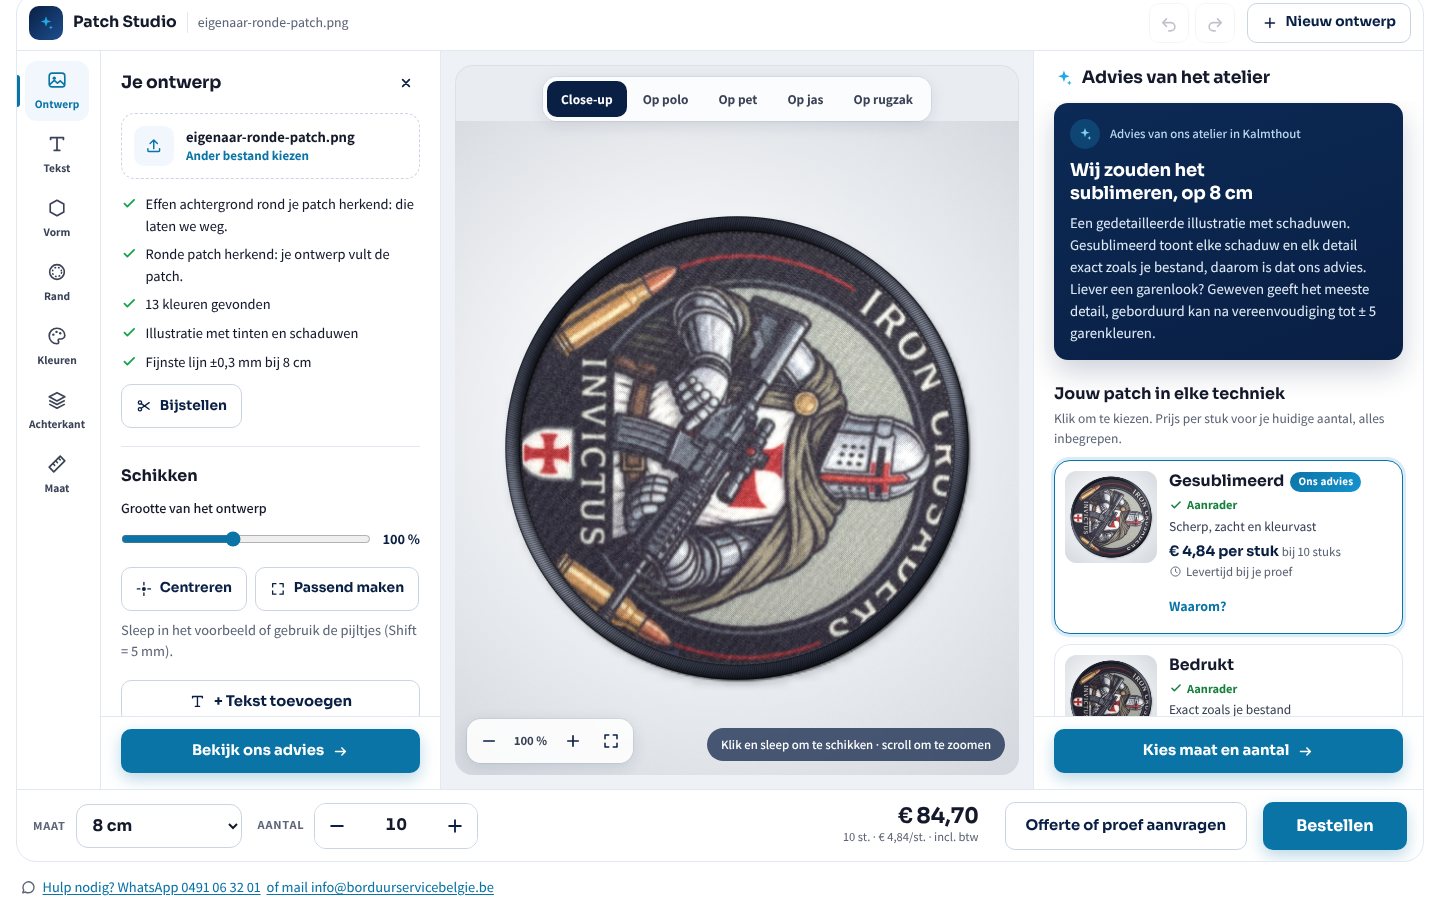 Patch Studio
eigenaar-ronde-patch.png
Nieuw ontwerp
Ontwerp
Tekst
Vorm
Rand
Kleuren
Achterkant
Maat
Je ontwerp
eigenaar-ronde-patch.png
Ander bestand kiezen
Effen achtergrond rond je patch herkend: die
laten we weg.
Ronde patch herkend: je ontwerp vult de
patch.
13 kleuren gevonden
Illustratie met tinten en schaduwen
Fijnste lijn ±0,3 mm bij 8 cm
Bijstellen
Schikken
Grootte van het ontwerp
100 %
Centreren
Passend maken
Sleep in het voorbeeld of gebruik de pijltjes (Shift
= 5 mm).
+ Tekst toevoegen
Bekijk ons advies
Close-up
Op polo
Op pet
Op jas
Op rugzak
IRON CRUSADERS
INVICTUS
100 %
Klik en sleep om te schikken · scroll om te zoomen
Advies van het atelier
Advies van ons atelier in Kalmthout
Wij zouden het
sublimeren, op 8 cm
Een gedetailleerde illustratie met schaduwen.
Gesublimeerd toont elke schaduw en elk detail
exact zoals je bestand, daarom is dat ons advies.
Liever een garenlook? Geweven geeft het meeste
detail, geborduurd kan na vereenvoudiging tot ± 5
garenkleuren.
Jouw patch in elke techniek
Klik om te kiezen. Prijs per stuk voor je huidige aantal, alles
inbegrepen.
IRON CRUSADERS
INVICTUS
Gesublimeerd
Ons advies
Aanrader
Scherp, zacht en kleurvast
€ 4,84 per stuk bij 10 stuks
Levertijd bij je proef
Waarom?
Bedrukt
Aanrader
Exact zoals je bestand
Kies maat en aantal
MAAT
8 cm
AANTAL
10
€ 84,70
10 st. · € 4,84/st. · incl. btw
Offerte of proef aanvragen
Bestellen
Hulp nodig? WhatsApp 0491 06 32 01 of mail info@borduurservicebelgie.be